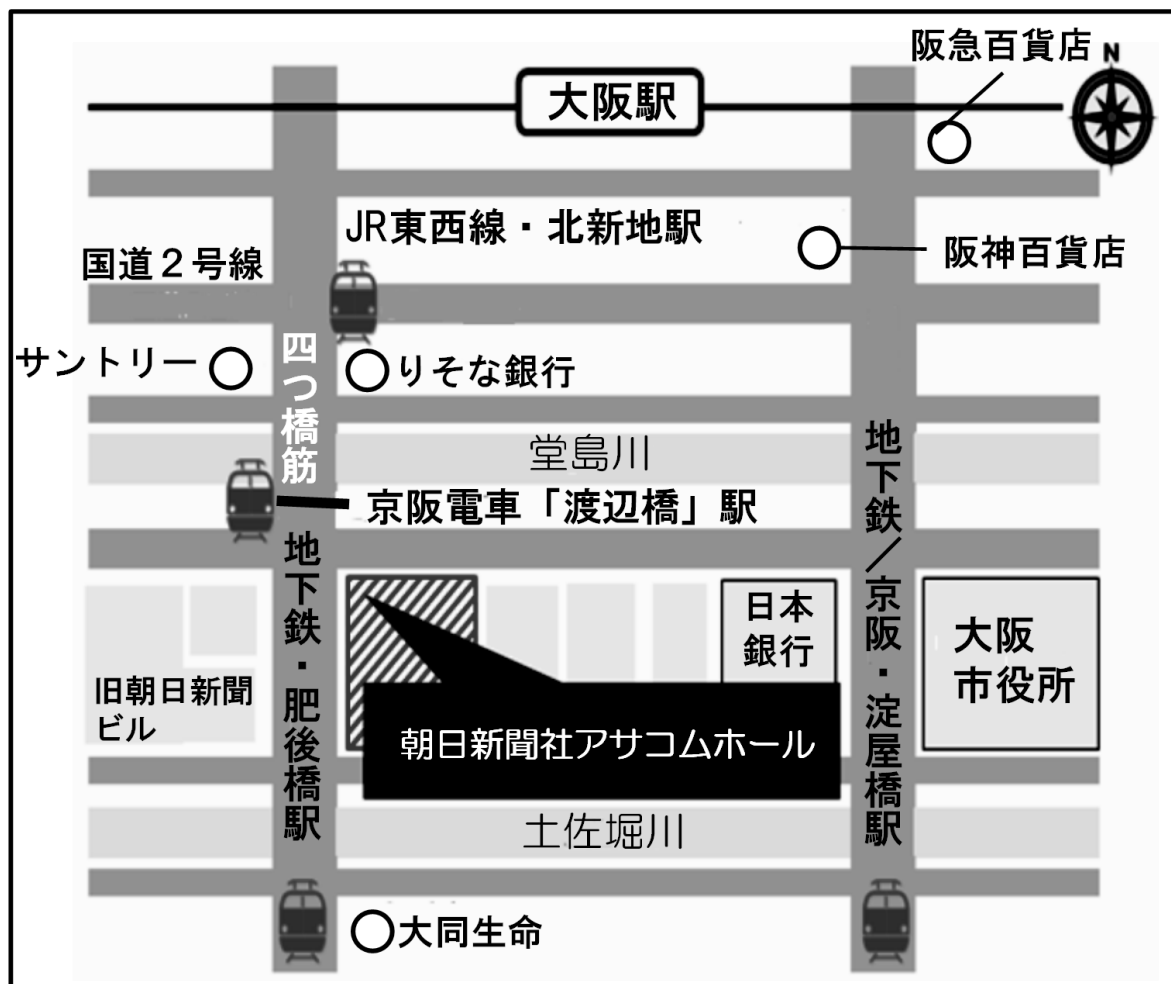 阪急百貨店
N
大阪駅
JR東西線・北新地駅
阪神百貨店
国道2号線
サントリー
四つ橋筋
りそな銀行
堂島川
京阪電車「渡辺橋」駅
地下鉄・肥後橋駅
地下鉄/京阪・淀屋橋駅
日本
銀行
大阪
市役所
旧朝日新聞
ビル
朝日新聞社アサコムホール
土佐堀川
大同生命